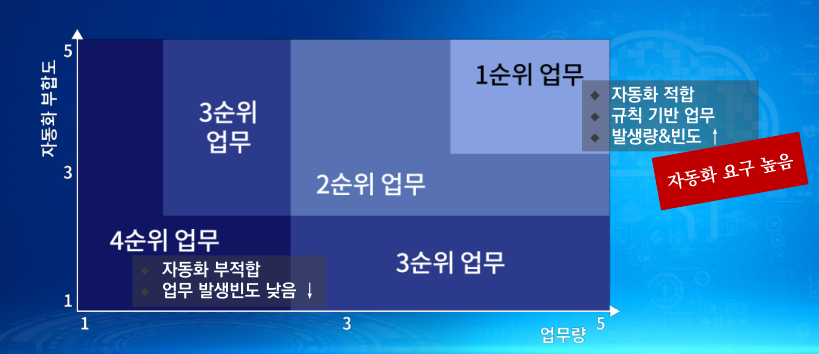 자동화 부합도
5
3
1
1순위 업무
◆ 자동화 적합
◆ 규칙 기반 업무
◆ 발생량&빈도 ↑
자동화 요구 높음
3순위
업무
2순위 업무
4순위 업무
◆ 자동화 부적합
◆ 업무 발생빈도 낮음 ↓
3순위 업무
1
3
5
업무량